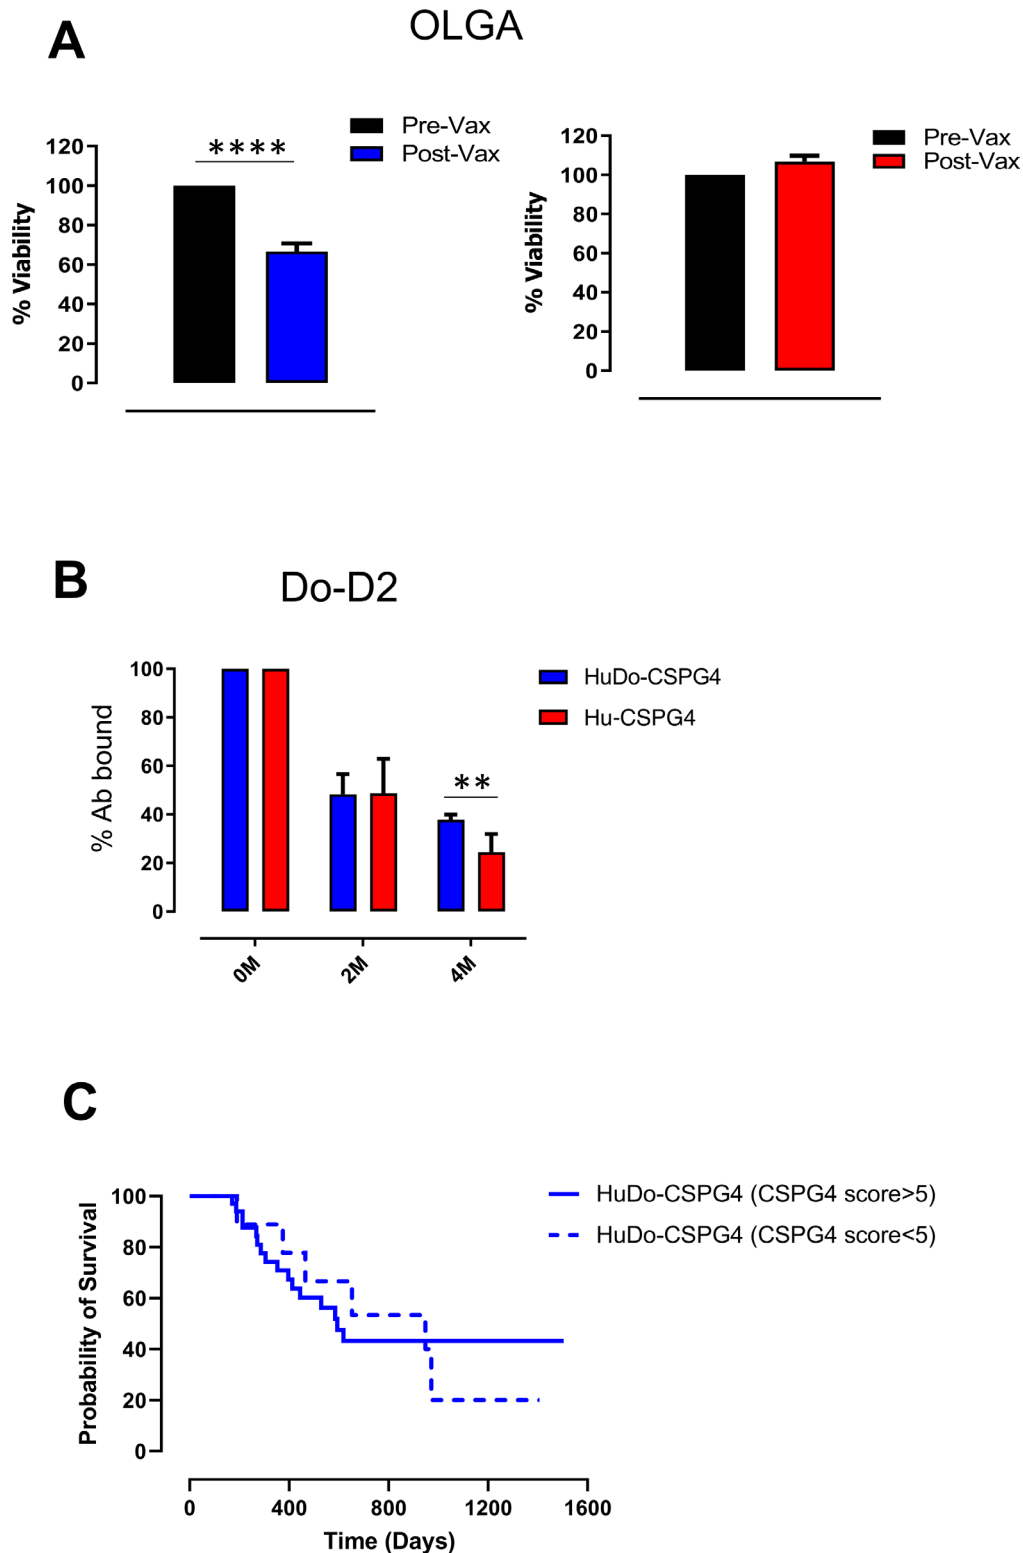 A
OLGA
Pre-Vax
Post-Vax
****
% Viability
120
100
80
60
40
20
0
Pre-Vax
Post-Vax
% Viability
120
100
80
60
40
20
0
B
Do-D2
HuDo-CSPG4
Hu-CSPG4
% Ab bound
100
80
60
40
20
0
**
0M
2M
4M
C
HuDo-CSPG4 (CSPG4 score>5)
HuDo-CSPG4 (CSPG4 score<5)
Probability of Survival
100
80
60
40
20
0
0
400
800
1200
1600
Time (Days)